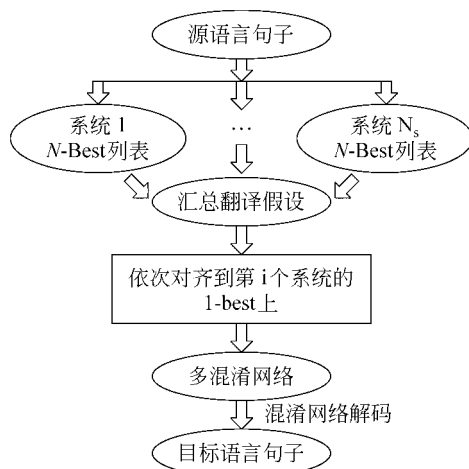 源语言句子
系统 1
N-Best列表
…
系统 Ns
N-Best列表
汇总翻译假设
依次对齐到第 i个系统的
1-best上
多混淆网络
混淆网络解码
目标语言句子